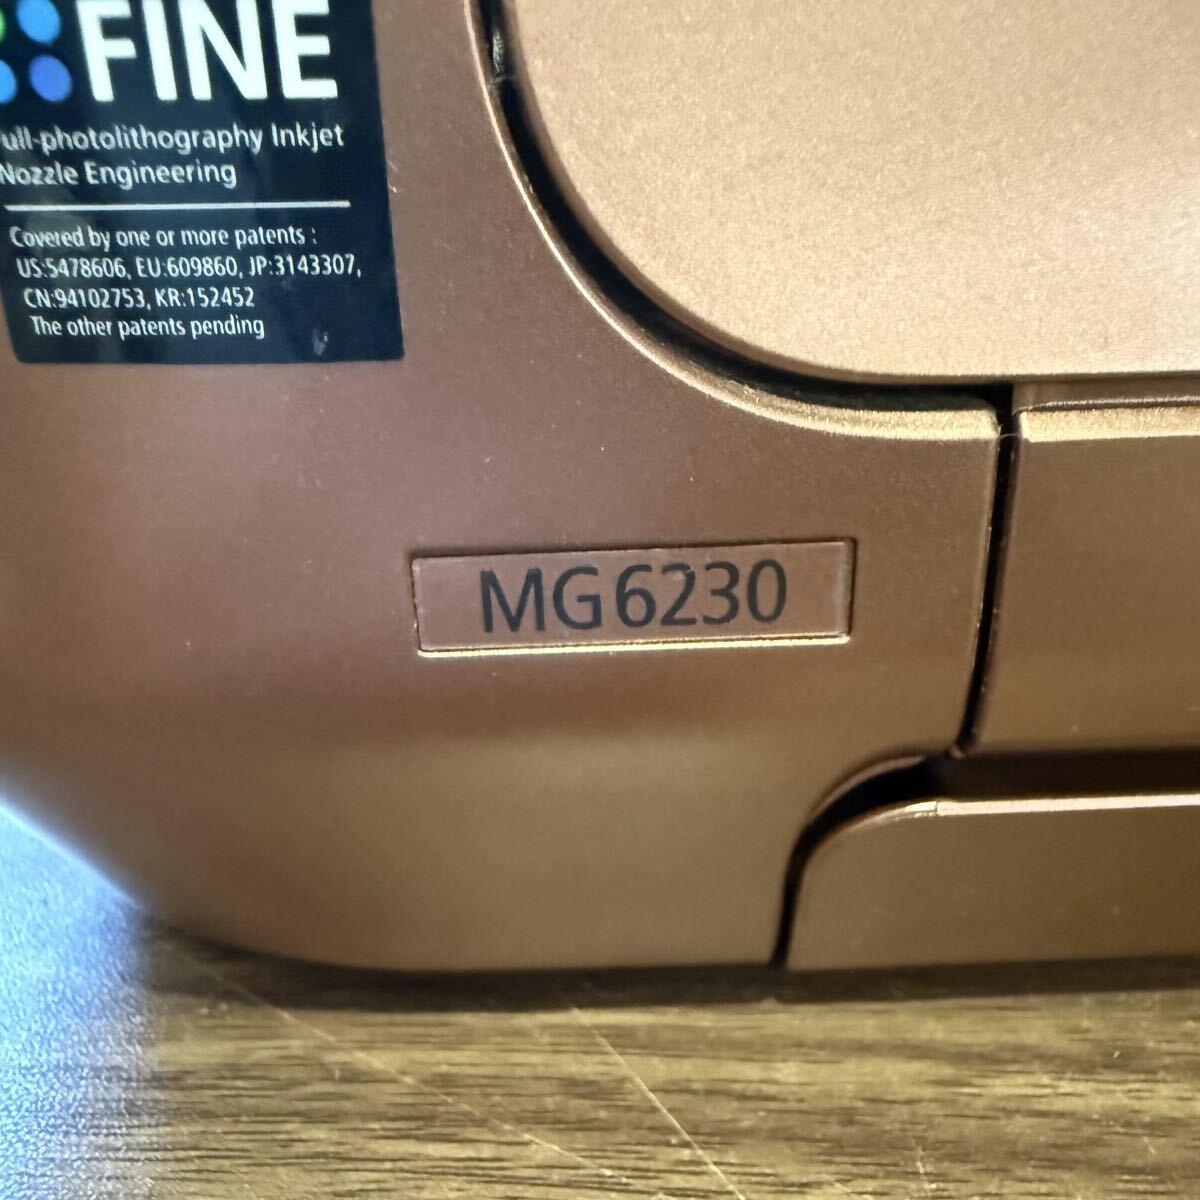 FINE
Full-photolithography Inkjet
Nozzle Engineering
Covered by one or more patents :
US:5478606, EU:609860, JP:3143307,
CN:94102753, KR:152452
The other patents pending
MG6230